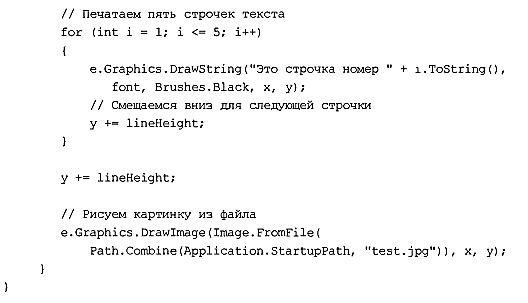 // Печатаем пять строчек текста
for (int i = 1; i <= 5; i++)
{
e.Graphics.DrawString("Это строчка номер " + i.ToString(),
font, Brushes.Black, x, y);
// Смещаемся вниз для следующей строчки
y += lineHeight;
}
y += lineHeight;
// Рисуем картинку из файла
e.Graphics.DrawImage(Image.FromFile(
Path.Combine(Application.StartupPath, "test.jpg")), x, y);
}
}